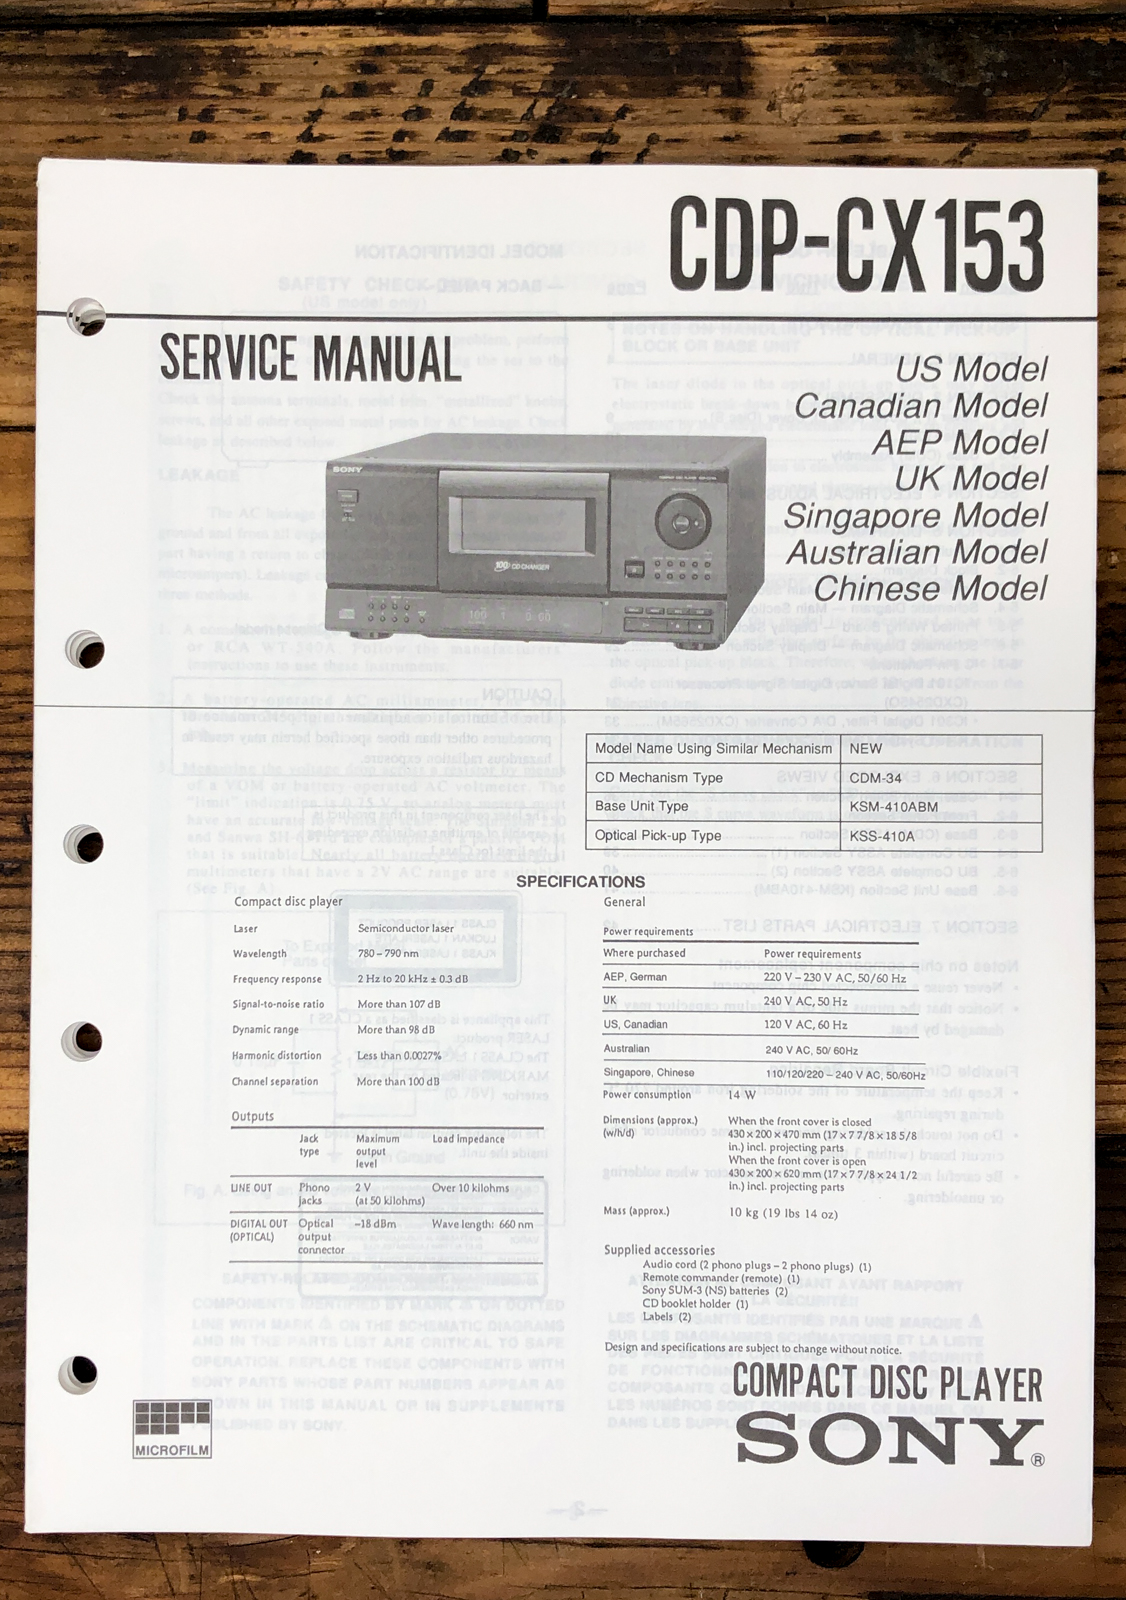 CDP-CX153
SERVICE MANUAL
US Model
Canadian Model
AEP Model
UK Model
Singapore Model
Australian Model
Chinese Model
SONY
100 CD CHANGER
Model Name Using Similar Mechanism NEW
CD Mechanism Type CDM-34
Base Unit Type KSM-410ABM
Optical Pick-up Type KSS-410A
SPECIFICATIONS
Compact disc player
Laser Semiconductor laser
Wavelength 780 – 790 nm
Frequency response 2 Hz to 20 kHz ± 0.3 dB
Signal-to-noise ratio More than 107 dB
Dynamic range More than 98 dB
Harmonic distortion Less than 0.0027%
Channel separation More than 100 dB
Outputs
Jack type Maximum output level Load impedance
LINE OUT Phono jacks 2 V (at 50 kilohms) Over 10 kilohms
DIGITAL OUT (OPTICAL) Optical output connector –18 dBm Wave length: 660 nm
General
Power requirements
Where purchased Power requirements
AEP, German 220 V – 230 V AC, 50/60 Hz
UK 240 V AC, 50 Hz
US, Canadian 120 V AC, 60 Hz
Australian 240 V AC, 50/ 60Hz
Singapore, Chinese 110/120/220 – 240 V AC, 50/60Hz
Power consumption 14 W
Dimensions (approx.) When the front cover is closed
(w/h/d) 430 × 200 × 470 mm (17 × 7 7/8 × 18 5/8
in.) incl. projecting parts
When the front cover is open
430 × 200 × 620 mm (17 × 7 7/8 × 24 1/2
in.) incl. projecting parts
Mass (approx.) 10 kg (19 lbs 14 oz)
Supplied accessories
Audio cord (2 phono plugs – 2 phono plugs) (1)
Remote commander (remote) (1)
Sony SUM-3 (NS) batteries (2)
CD booklet holder (1)
Labels (2)
Design and specifications are subject to change without notice.
COMPACT DISC PLAYER
SONY®
MICROFILM